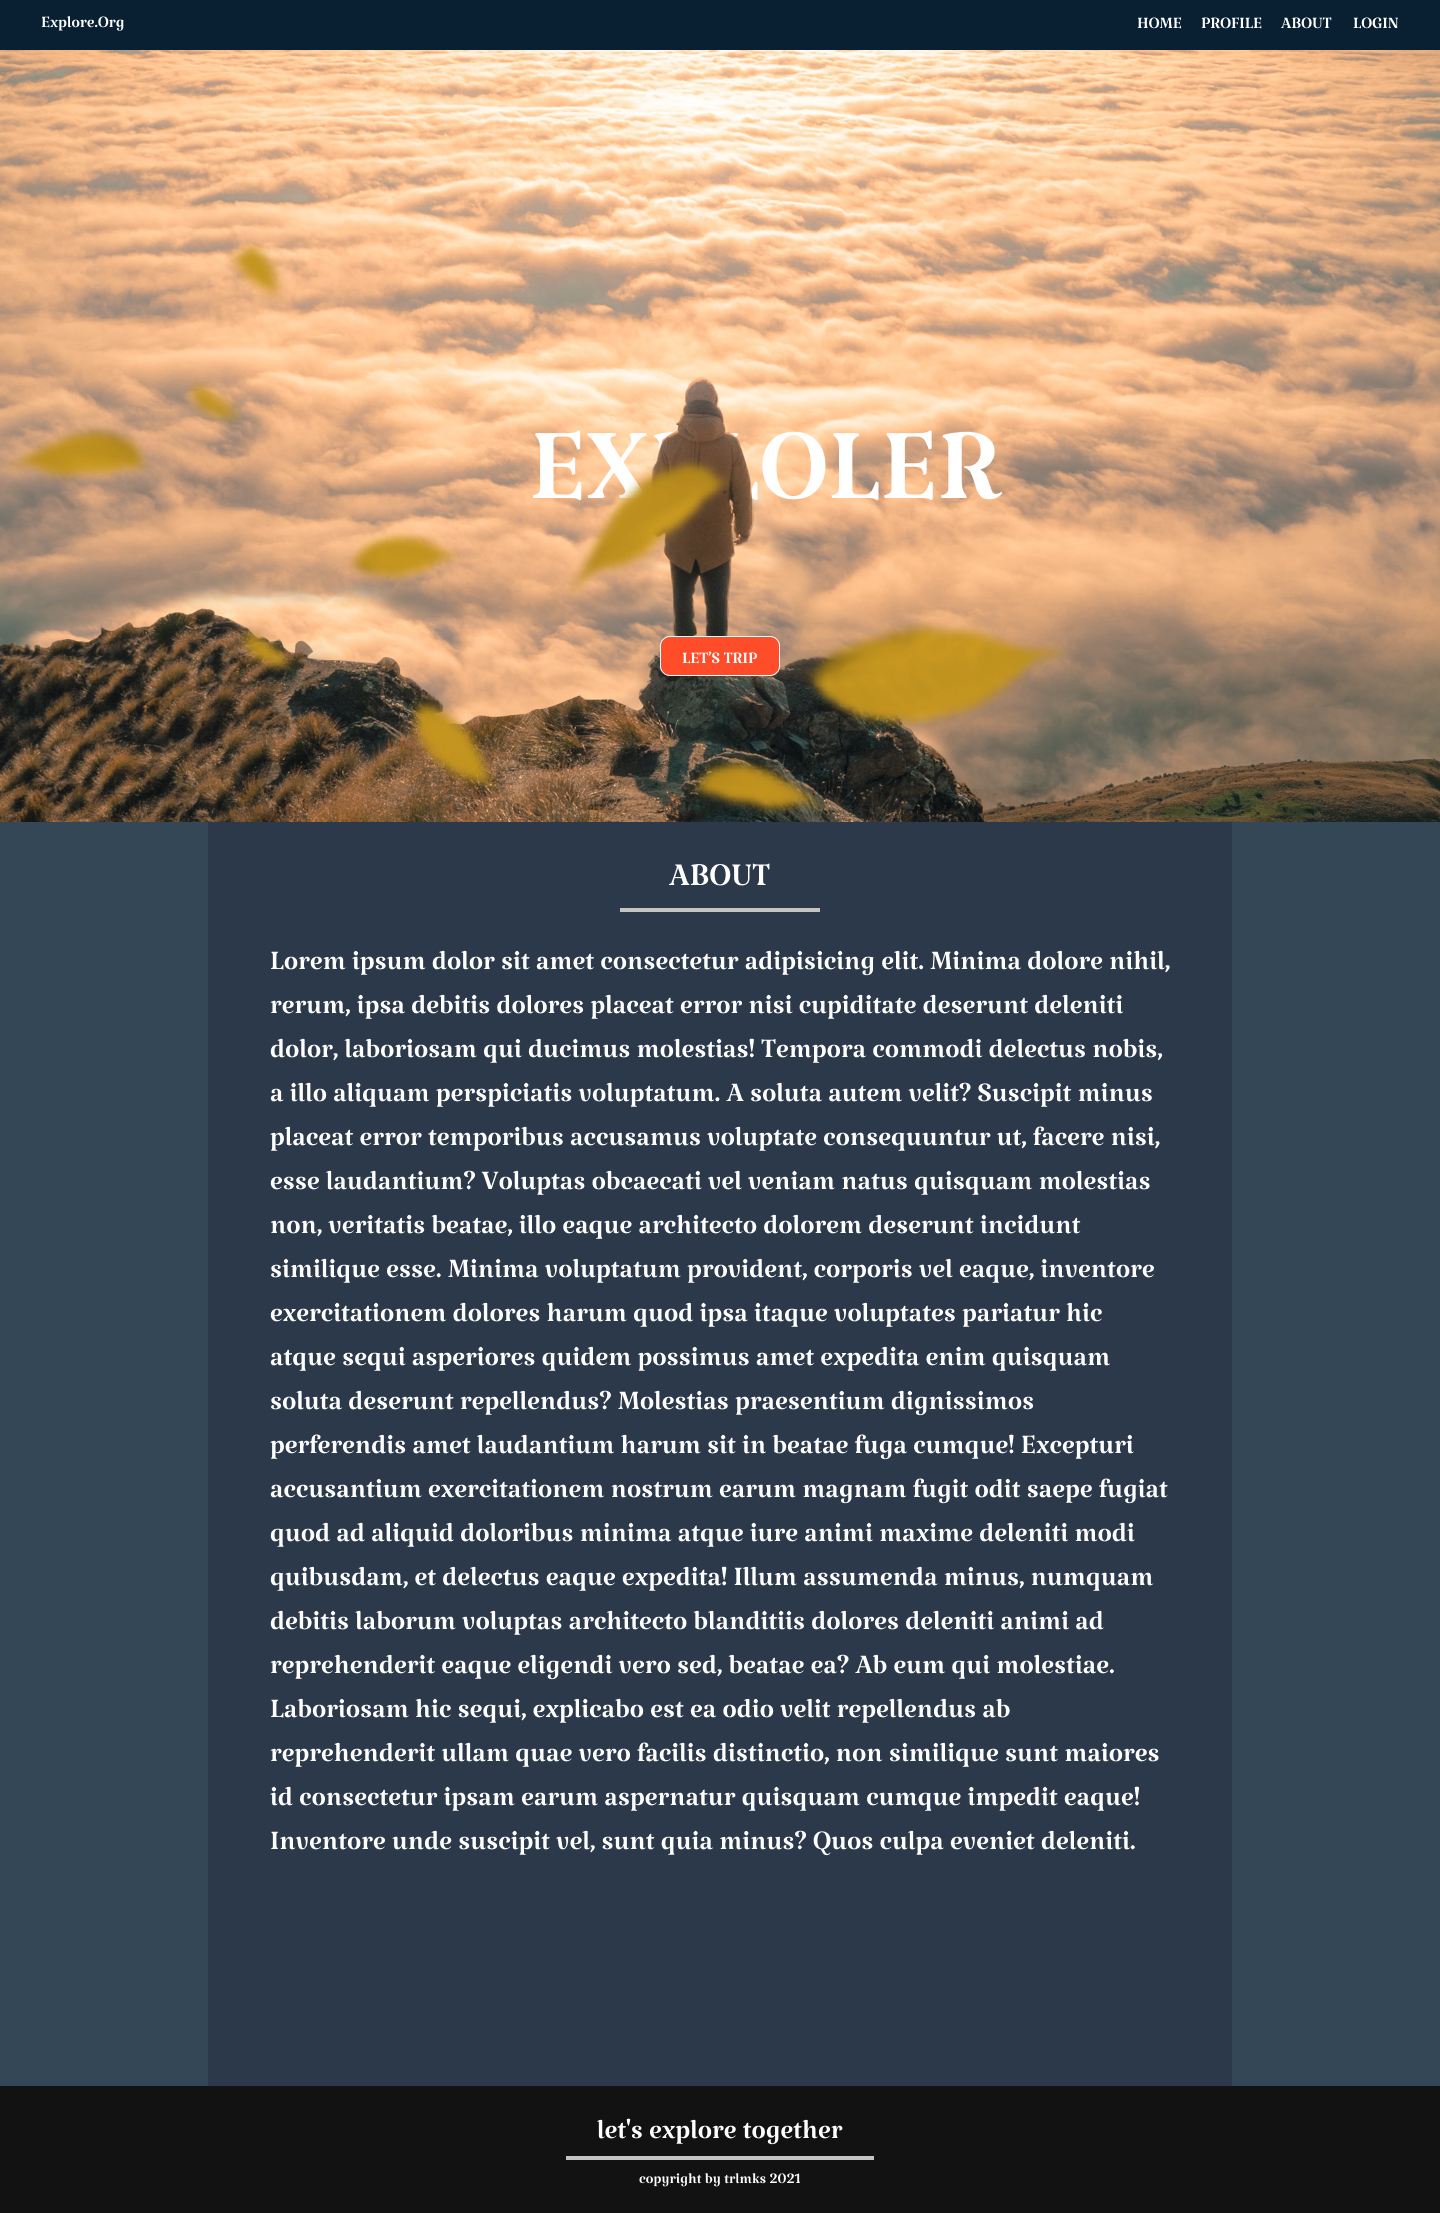 Explore.Org
HOME PROFILE ABOUT LOGIN
EX LOLER
LET'S TRIP
ABOUT
Lorem ipsum dolor sit amet consectetur adipisicing elit. Minima dolore nihil,
rerum, ipsa debitis dolores placeat error nisi cupiditate deserunt deleniti
dolor, laboriosam qui ducimus molestias! Tempora commodi delectus nobis,
a illo aliquam perspiciatis voluptatum. A soluta autem velit? Suscipit minus
placeat error temporibus accusamus voluptate consequuntur ut, facere nisi,
esse laudantium? Voluptas obcaecati vel veniam natus quisquam molestias
non, veritatis beatae, illo eaque architecto dolorem deserunt incidunt
similique esse. Minima voluptatum provident, corporis vel eaque, inventore
exercitationem dolores harum quod ipsa itaque voluptates pariatur hic
atque sequi asperiores quidem possimus amet expedita enim quisquam
soluta deserunt repellendus? Molestias praesentium dignissimos
perferendis amet laudantium harum sit in beatae fuga cumque! Excepturi
accusantium exercitationem nostrum earum magnam fugit odit saepe fugiat
quod ad aliquid doloribus minima atque iure animi maxime deleniti modi
quibusdam, et delectus eaque expedita! Illum assumenda minus, numquam
debitis laborum voluptas architecto blanditiis dolores deleniti animi ad
reprehenderit eaque eligendi vero sed, beatae ea? Ab eum qui molestiae.
Laboriosam hic sequi, explicabo est ea odio velit repellendus ab
reprehenderit ullam quae vero facilis distinctio, non similique sunt maiores
id consectetur ipsam earum aspernatur quisquam cumque impedit eaque!
Inventore unde suscipit vel, sunt quia minus? Quos culpa eveniet deleniti.
let's explore together
copyright by trlmks 2021